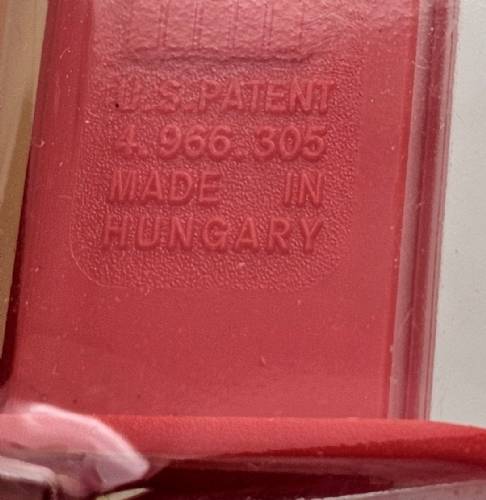 U.S. PATENT
4.966.305
MADE IN
HUNGARY